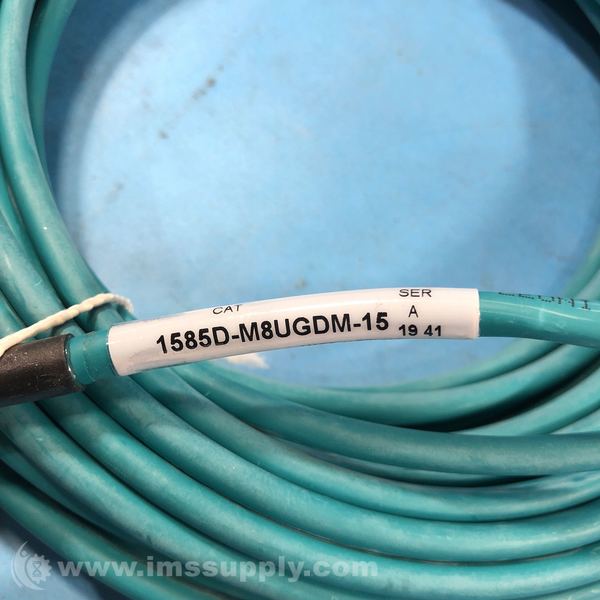 CAT
SER
1585D-M8UGDM-15
A
19 41
www.imssupply.com